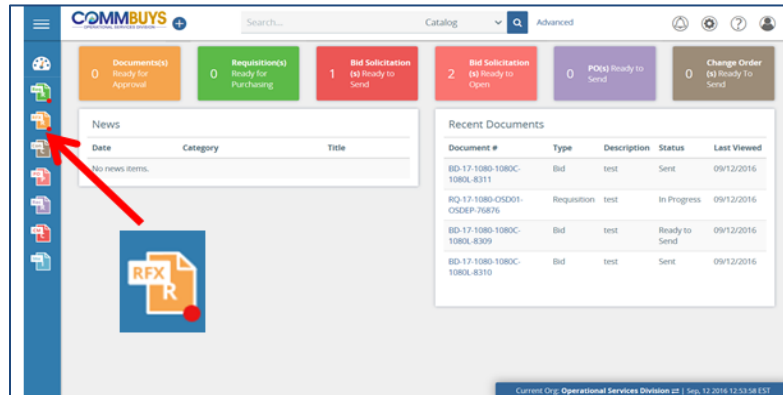 COMMBUYS
OPERATIONAL SERVICES DIVISION
Search...
Catalog
Advanced
0 Documents(s) Ready for Approval
0 Requisition(s) Ready for Purchasing
1 Bid Solicitation (s) Ready to Send
2 Bid Solicitation (s) Ready to Open
0 PO(s) Ready to Send
0 Change Order (s) Ready To Send
News
Date Category Title
No news items.
Recent Documents
Document # Type Description Status Last Viewed
BD-17-1080-1080C-1080L-8311 Bid test Sent 09/12/2016
RQ-17-1080-OSD01-OSDEP-76876 Requisition test In Progress 09/12/2016
BD-17-1080-1080C-1080L-8309 Bid test Ready to Send 09/12/2016
BD-17-1080-1080C-1080L-8310 Bid test Sent 09/12/2016
RFX
R
Current Org: Operational Services Division ⇄ | Sep, 12 2016 12:53:58 EST